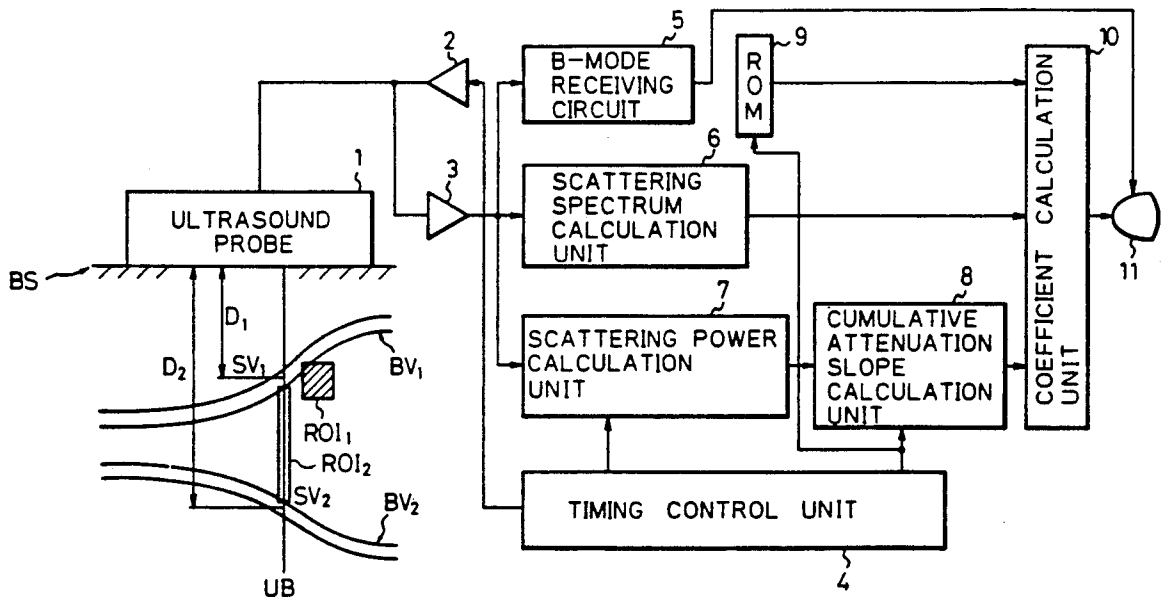 2
5
B-MODE
RECEIVING
CIRCUIT
9
ROM
10
COEFFICIENT CALCULATION
UNIT
1
ULTRASOUND
PROBE
3
6
SCATTERING
SPECTRUM
CALCULATION
UNIT
11
BS
D1
D2
SV1
BV1
ROI1
ROI2
SV2
BV2
UB
7
SCATTERING POWER
CALCULATION
UNIT
8
CUMULATIVE
ATTENUATION
SLOPE
CALCULATION
UNIT
TIMING CONTROL UNIT
4